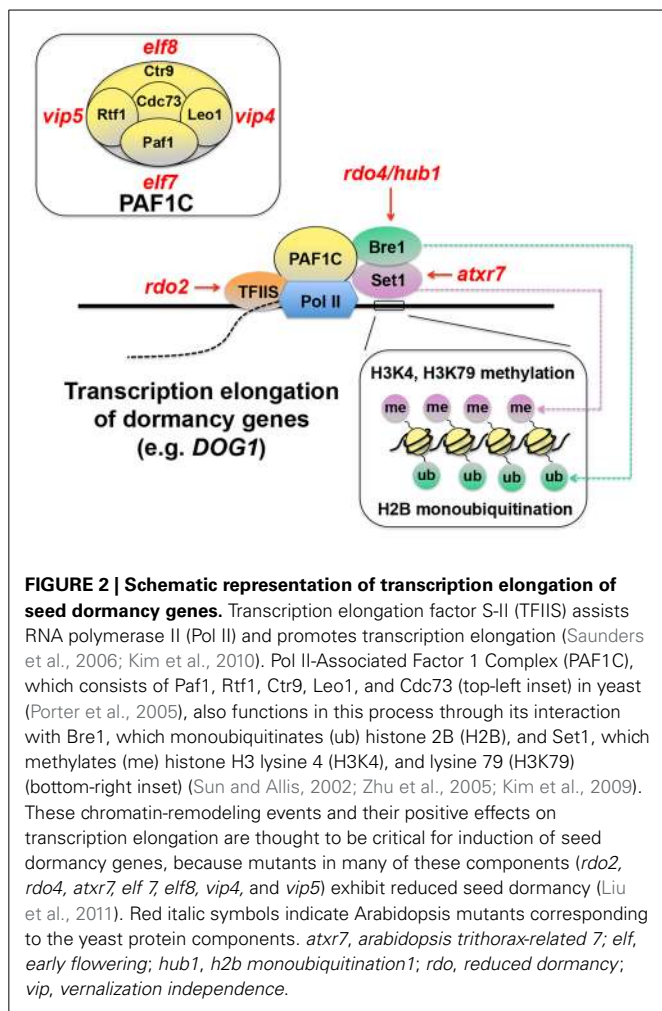 elf8
Ctr9
Cdc73
vip5
Rtf1
Leo1
vip4
Paf1
elf7
PAF1C
rdo4/hub1
Bre1
PAF1C
Set1
atxr7
rdo2
TFIIS
Pol II
Transcription elongation
of dormancy genes
(e.g. DOG1)
H3K4, H3K79 methylation
me me me me
ub ub ub ub
H2B monoubiquitination
FIGURE 2 | Schematic representation of transcription elongation of
seed dormancy genes. Transcription elongation factor S-II (TFIIS) assists
RNA polymerase II (Pol II) and promotes transcription elongation (Saunders
et al., 2006; Kim et al., 2010). Pol II-Associated Factor 1 Complex (PAF1C),
which consists of Paf1, Rtf1, Ctr9, Leo1, and Cdc73 (top-left inset) in yeast
(Porter et al., 2005), also functions in this process through its interaction
with Bre1, which monoubiquitinates (ub) histone 2B (H2B), and Set1, which
methylates (me) histone H3 lysine 4 (H3K4), and lysine 79 (H3K79)
(bottom-right inset) (Sun and Allis, 2002; Zhu et al., 2005; Kim et al., 2009).
These chromatin-remodeling events and their positive effects on
transcription elongation are thought to be critical for induction of seed
dormancy genes, because mutants in many of these components (rdo2,
rdo4, atxr7, elf 7, elf8, vip4, and vip5) exhibit reduced seed dormancy (Liu
et al., 2011). Red italic symbols indicate Arabidopsis mutants corresponding
to the yeast protein components. atxr7, arabidopsis trithorax-related 7; elf,
early flowering; hub1, h2b monoubiquitination1; rdo, reduced dormancy;
vip, vernalization independence.